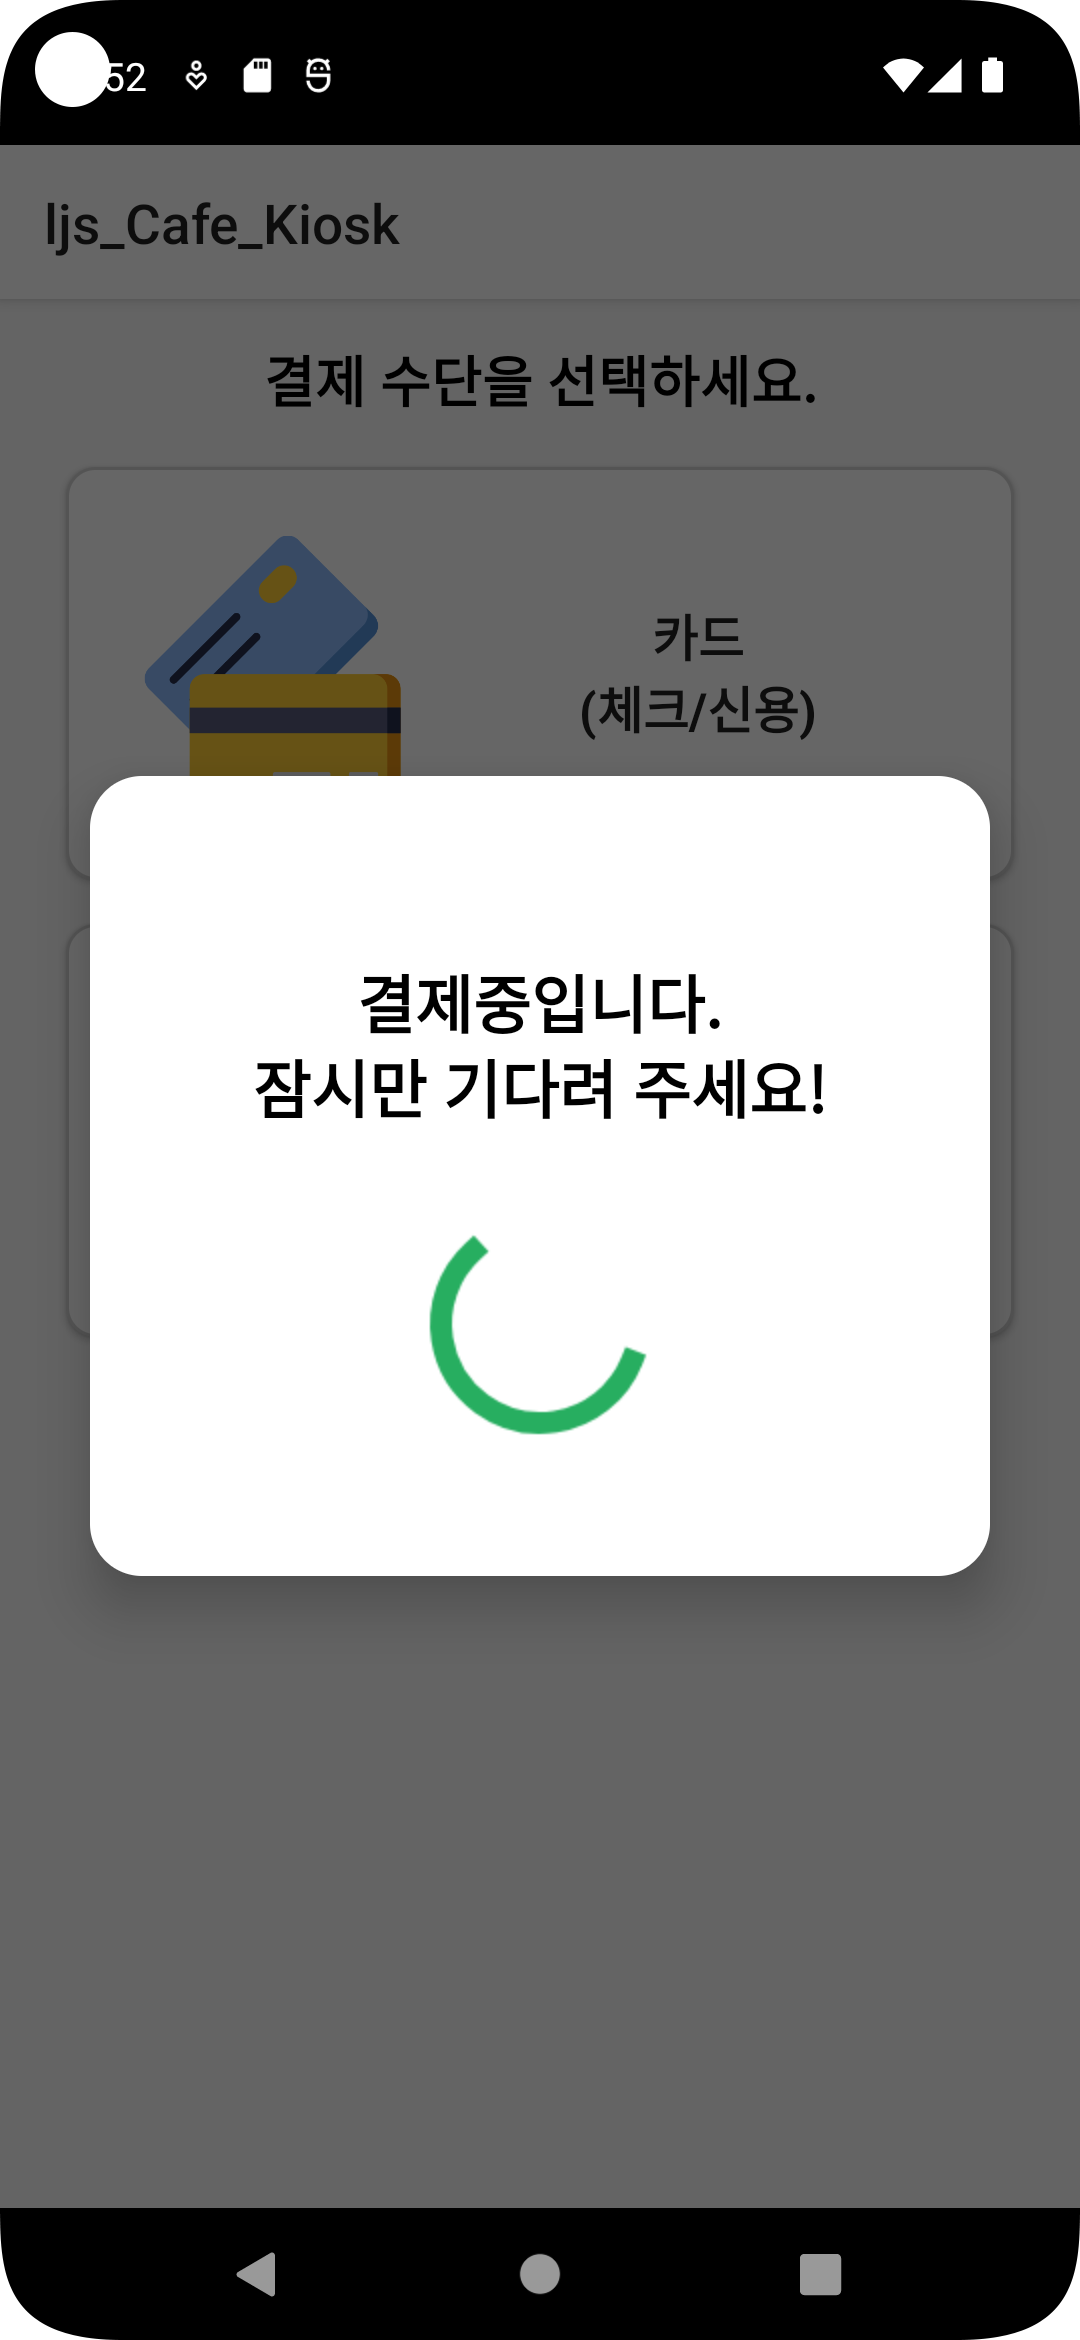 52
ljs_Cafe_Kiosk
결제 수단을 선택하세요.
카드
(체크/신용)
결제중입니다.
잠시만 기다려 주세요!